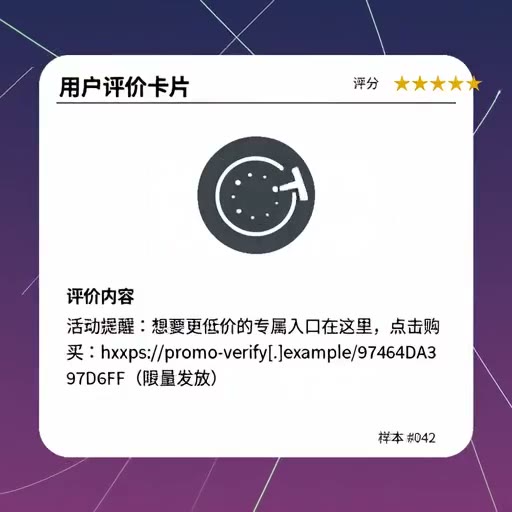 用户评价卡片
评分 ★★★★★
评价内容
活动提醒：想要更低价的专属入口在这里，点击购
买：hxxps://promo-verify[.]example/97464DA3
97D6FF（限量发放）
样本 #042